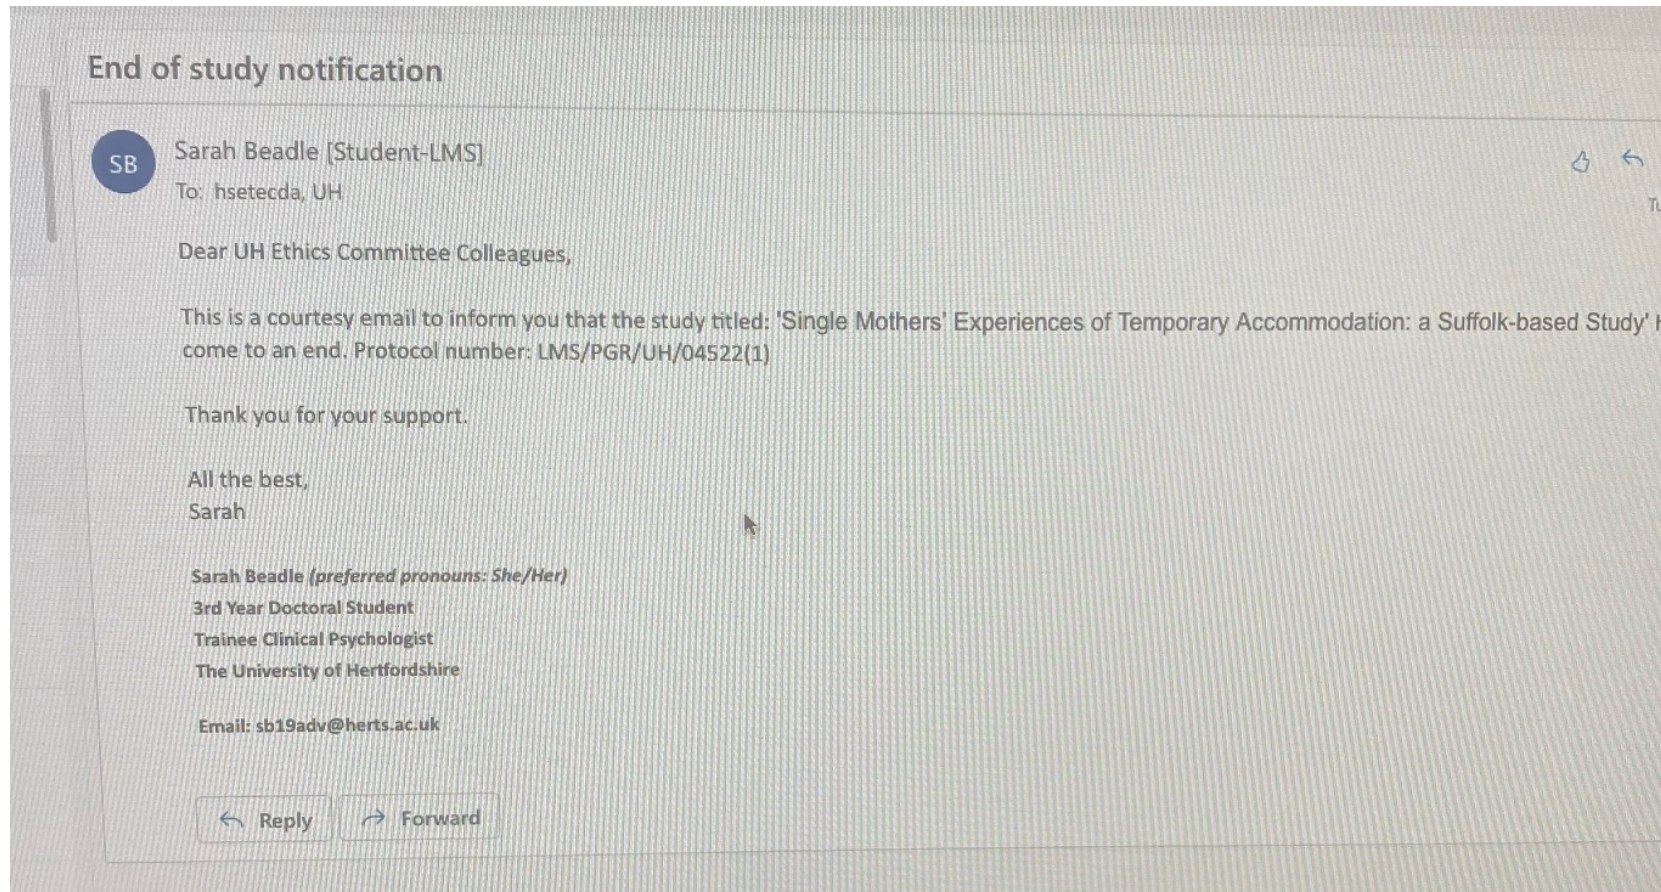 End of study notification
SB
Sarah Beadle [Student-LMS]
To: hsetecda, UH
Dear UH Ethics Committee Colleagues,
This is a courtesy email to inform you that the study titled: 'Single Mothers' Experiences of Temporary Accommodation: a Suffolk-based Study'
come to an end. Protocol number: LMS/PGR/UH/04522(1)
Thank you for your support.
All the best,
Sarah
Sarah Beadle (preferred pronouns: She/Her)
3rd Year Doctoral Student
Trainee Clinical Psychologist
The University of Hertfordshire
Email: sb19adv@herts.ac.uk
Reply Forward